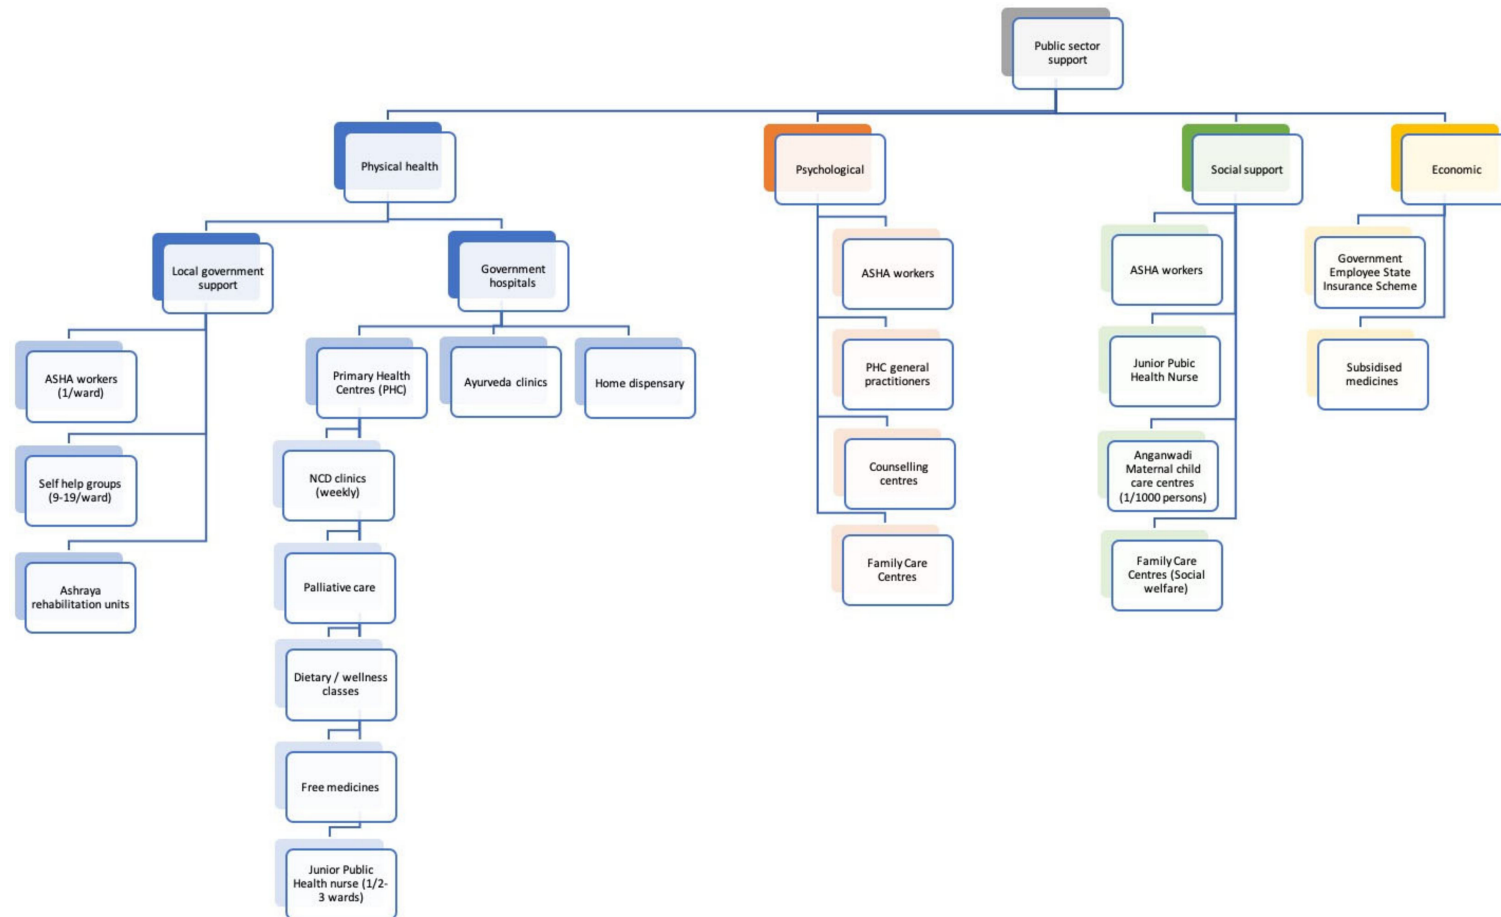 Public sector
support
Physical health
Psychological
Social support
Economic
Local government
support
Government
hospitals
ASHA workers
(1/ward)
Self help groups
(9-19/ward)
Ashraya
rehabilitation units
Primary Health
Centres (PHC)
Ayurveda clinics
Home dispensary
NCD clinics
(weekly)
Palliative care
Dietary / wellness
classes
Free medicines
Junior Public
Health nurse (1/2-
3 wards)
ASHA workers
PHC general
practitioners
Counselling
centres
Family Care
Centres
ASHA workers
Junior Pubic
Health Nurse
Anganwadi
Maternal child
care centres
(1/1000 persons)
Family Care
Centres (Social
welfare)
Government
Employee State
Insurance Scheme
Subsidised
medicines